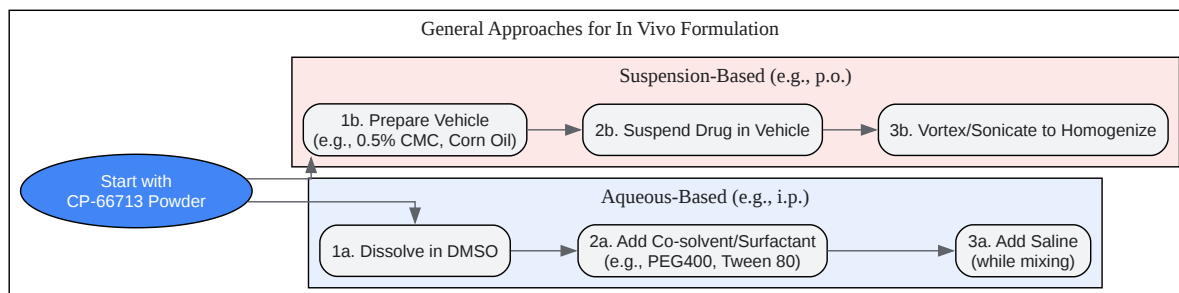 General Approaches for In Vivo Formulation
Suspension-Based (e.g., p.o.)
1b. Prepare Vehicle
(e.g., 0.5% CMC, Corn Oil)
2b. Suspend Drug in Vehicle
3b. Vortex/Sonicate to Homogenize
Start with
CP-66713 Powder
Aqueous-Based (e.g., i.p.)
1a. Dissolve in DMSO
2a. Add Co-solvent/Surfactant
(e.g., PEG400, Tween 80)
3a. Add Saline
(while mixing)